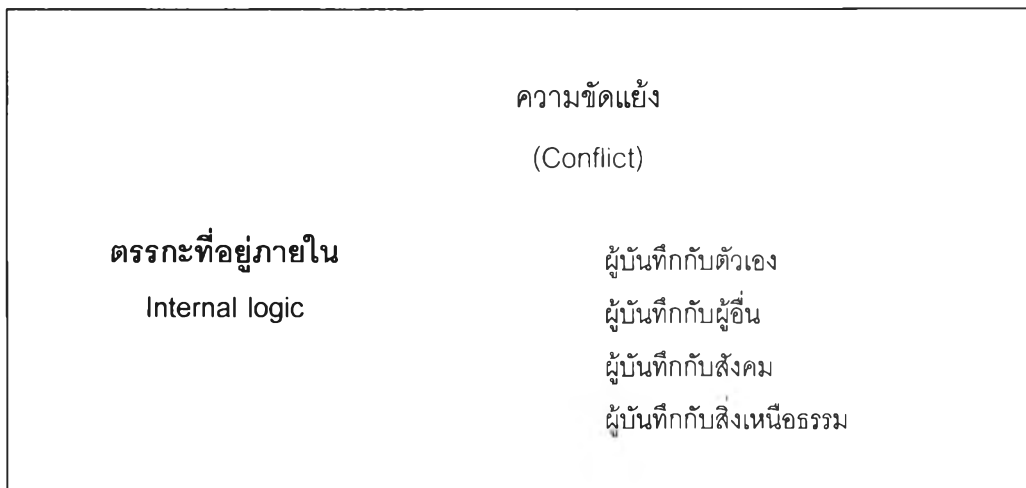 ความขัดแย้ง
(Conflict)
ตรรกะที่อยู่ภายใน
Internal logic
ผู้บันทึกกับตัวเอง
ผู้บันทึกกับผู้อื่น
ผู้บันทึกกับสังคม
ผู้บันทึกกับสิ่งเหนือธรรม